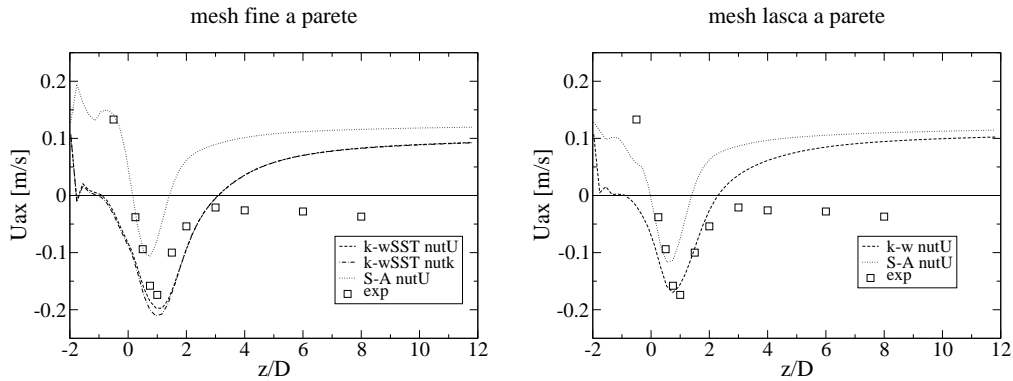 mesh fine a parete
0.2
0.1
0
-0.1
-0.2
Uax [m/s]
-2 0 2 4 6 8 10 12
z/D
k-wSST nutU
k-wSST nutk
S-A nutU
exp
mesh lasca a parete
0.2
0.1
0
-0.1
-0.2
Uax [m/s]
-2 0 2 4 6 8 10 12
z/D
k-w nutU
S-A nutU
exp